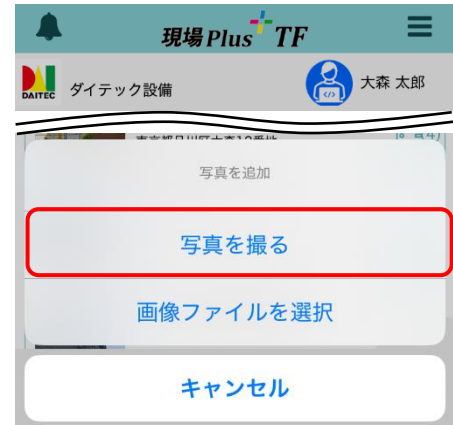 現場Plus+TF
DAITEC ダイテック設備 大森 太郎
写真を追加
写真を撮る
画像ファイルを選択
キャンセル